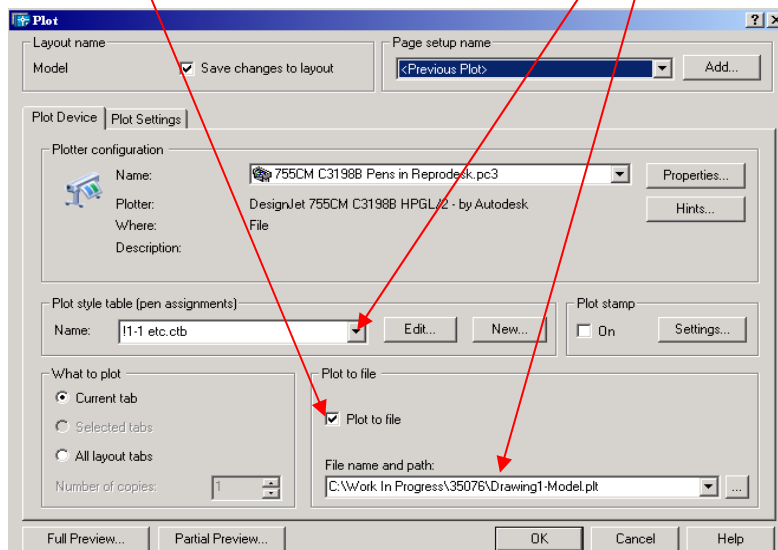 Plot
Layout name
Model
Save changes to layout
Page setup name
<Previous Plot>
Add...
Plot Device
Plot Settings
Plotter configuration
Name:
755CM C3198B Pens in Reprodesk.pc3
Properties...
Plotter:
DesignJet 755CM C3198B HPGL/2 - by Autodesk
Hints...
Where:
File
Description:
Plot style table (pen assignments)
Name:
!1-1 etc.ctb
Edit...
New...
Plot stamp
On
Settings...
What to plot
Current tab
Selected tabs
All layout tabs
Number of copies:
1
Plot to file
Plot to file
File name and path:
C:\Work In Progress\35076\Drawing1-Model.plt
...
Full Preview...
Partial Preview...
OK
Cancel
Help